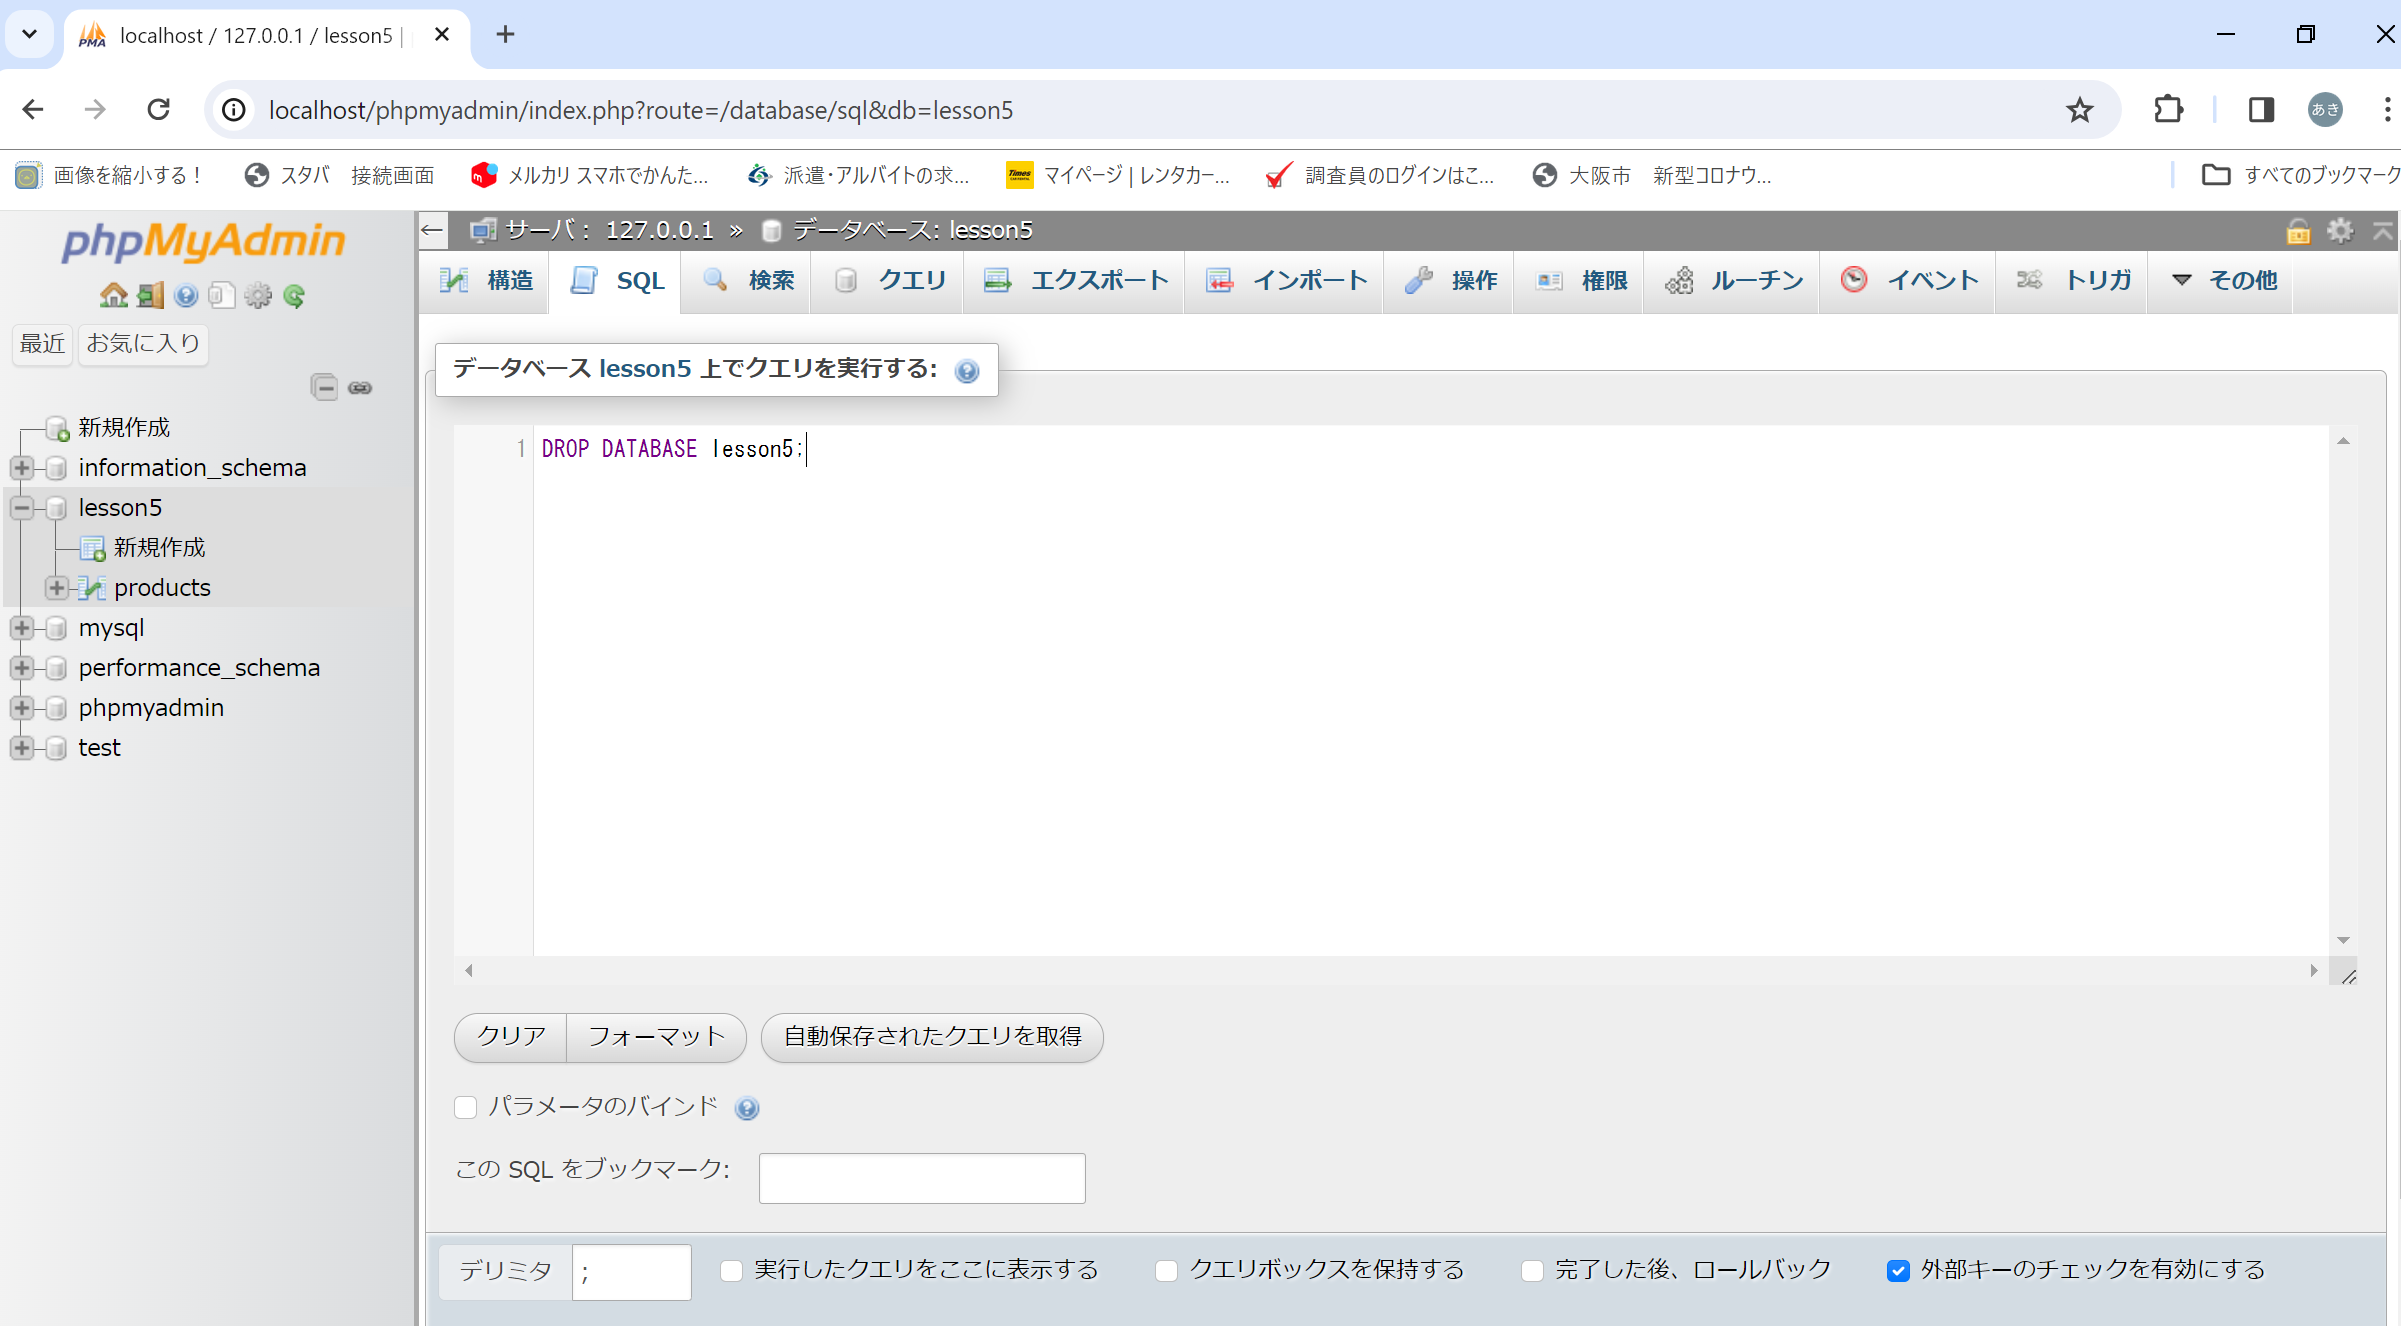 localhost / 127.0.0.1 / lesson5 |
localhost/phpmyadmin/index.php?route=/database/sql&db=lesson5
あき
画像を縮小する！
スタバ 接続画面
メルカリ スマホでかんた...
派遣・アルバイトの求...
マイページ | レンタカー...
調査員のログインはこ...
大阪市 新型コロナウ...
すべてのブックマーク
phpMyAdmin
最近 お気に入り
新規作成
information_schema
lesson5
新規作成
products
mysql
performance_schema
phpmyadmin
test
サーバ： 127.0.0.1 » データベース: lesson5
構造 SQL 検索 クエリ エクスポート インポート 操作 権限 ルーチン イベント トリガ その他
データベース lesson5 上でクエリを実行する:
1 DROP DATABASE lesson5;
クリア フォーマット 自動保存されたクエリを取得
パラメータのバインド
この SQL をブックマーク:
デリミタ ; 実行したクエリをここに表示する クエリボックスを保持する 完了した後、ロールバック 外部キーのチェックを有効にする